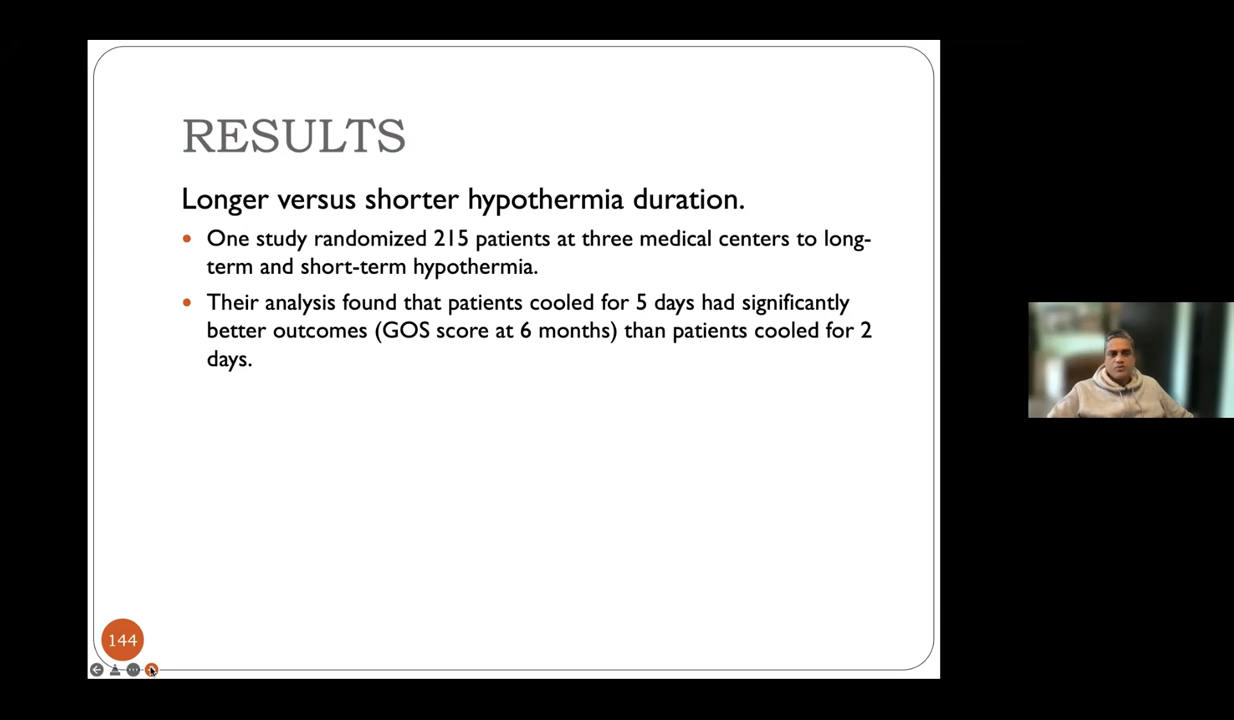 RESULTS
Longer versus shorter hypothermia duration.
• One study randomized 215 patients at three medical centers to long-
term and short-term hypothermia.
• Their analysis found that patients cooled for 5 days had significantly
better outcomes (GOS score at 6 months) than patients cooled for 2
days.
144